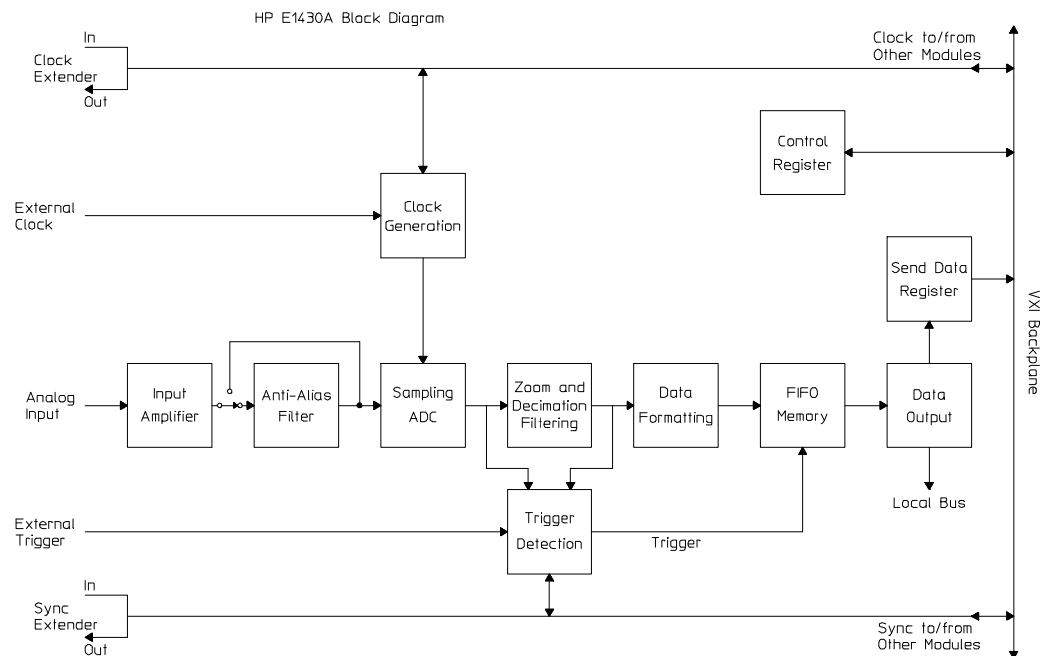 HP E1430A Block Diagram
In
Clock
Extender
Out
Clock to/from
Other Modules
Control
Register
External
Clock
Clock
Generation
Send Data
Register
VXI Backplane
Analog
Input
Input
Amplifier
Anti-Alias
Filter
Sampling
ADC
Zoom and
Decimation
Filtering
Data
Formatting
FIFO
Memory
Data
Output
Local Bus
External
Trigger
Trigger
Detection
Trigger
In
Sync
Extender
Out
Sync to/from
Other Modules